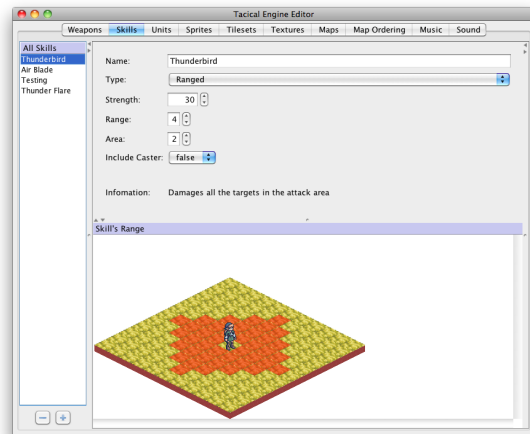 Tacical Engine Editor
Weapons Skills Units Sprites Tilesets Textures Maps Map Ordering Music Sound
All Skills
Thunderbird
Air Blade
Testing
Thunder Flare
Name: Thunderbird
Type: Ranged
Strength: 30
Range: 4
Area: 2
Include Caster: false
Infomation: Damages all the targets in the attack area
Skill's Range